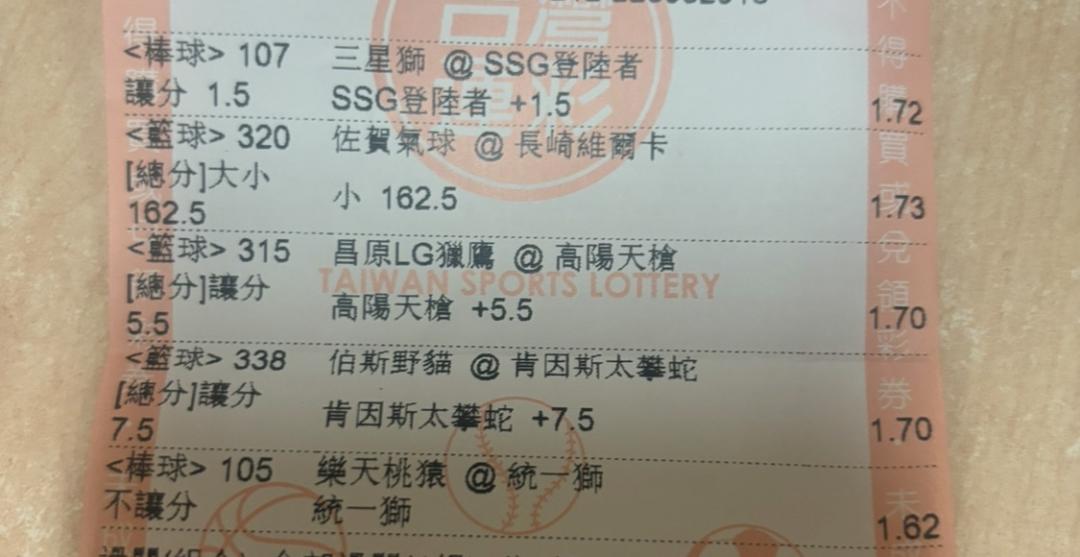 <棒球> 107 三星獅 @ SSG登陸者
讓分 1.5 SSG登陸者 +1.5 1.72
<籃球> 320 佐賀氣球 @ 長崎維爾卡
[總分]大小
162.5 小 162.5 1.73
<籃球> 315 昌原LG獵鷹 @ 高陽天槍
TAIWAN SPORTS LOTTERY
[總分]讓分
5.5 高陽天槍 +5.5 1.70
<籃球> 338 伯斯野貓 @ 肯因斯太攀蛇
[總分]讓分
7.5 肯因斯太攀蛇 +7.5 1.70
<棒球> 105 樂天桃猿 @ 統一獅
不讓分 統一獅 1.62